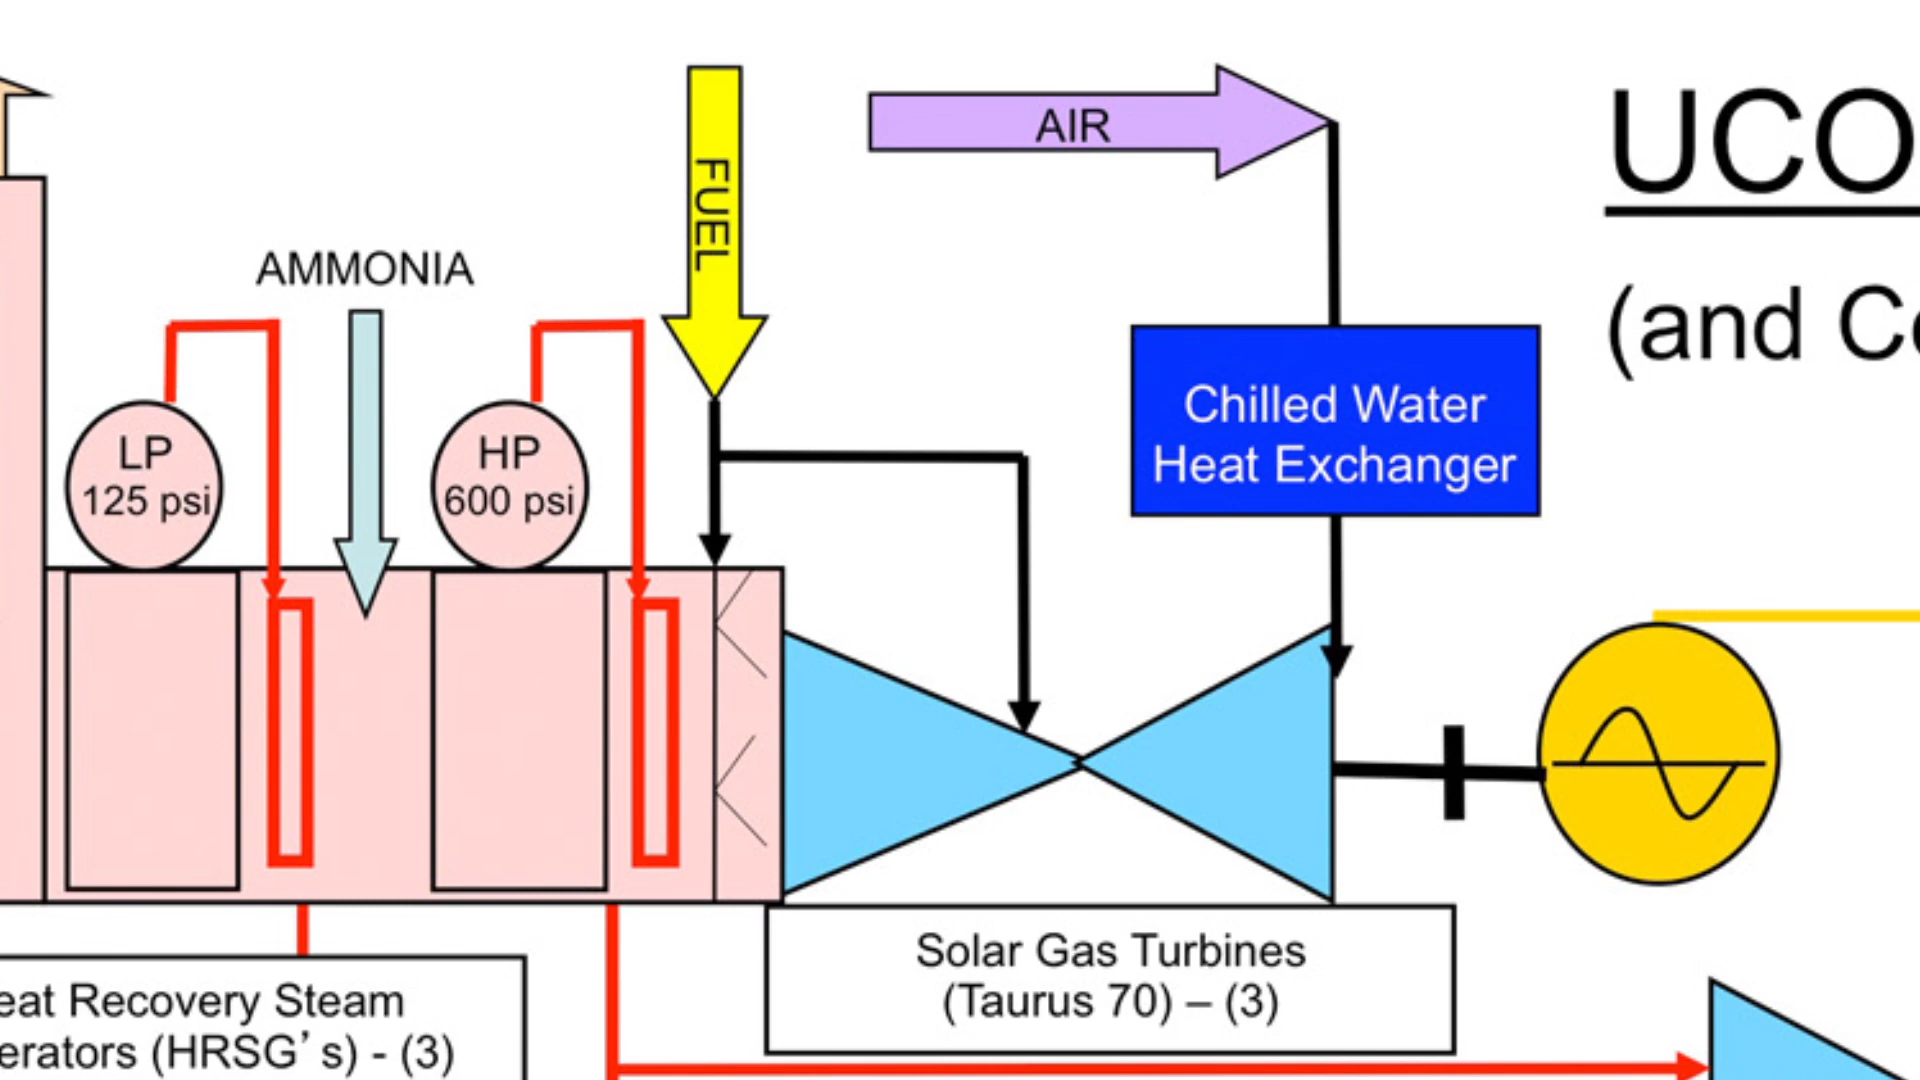 AIR
UCO
FUEL
AMMONIA
(and C
Chilled Water
Heat Exchanger
LP
125 psi
HP
600 psi
Solar Gas Turbines
(Taurus 70) – (3)
eat Recovery Steam
erators (HRSG's) - (3)